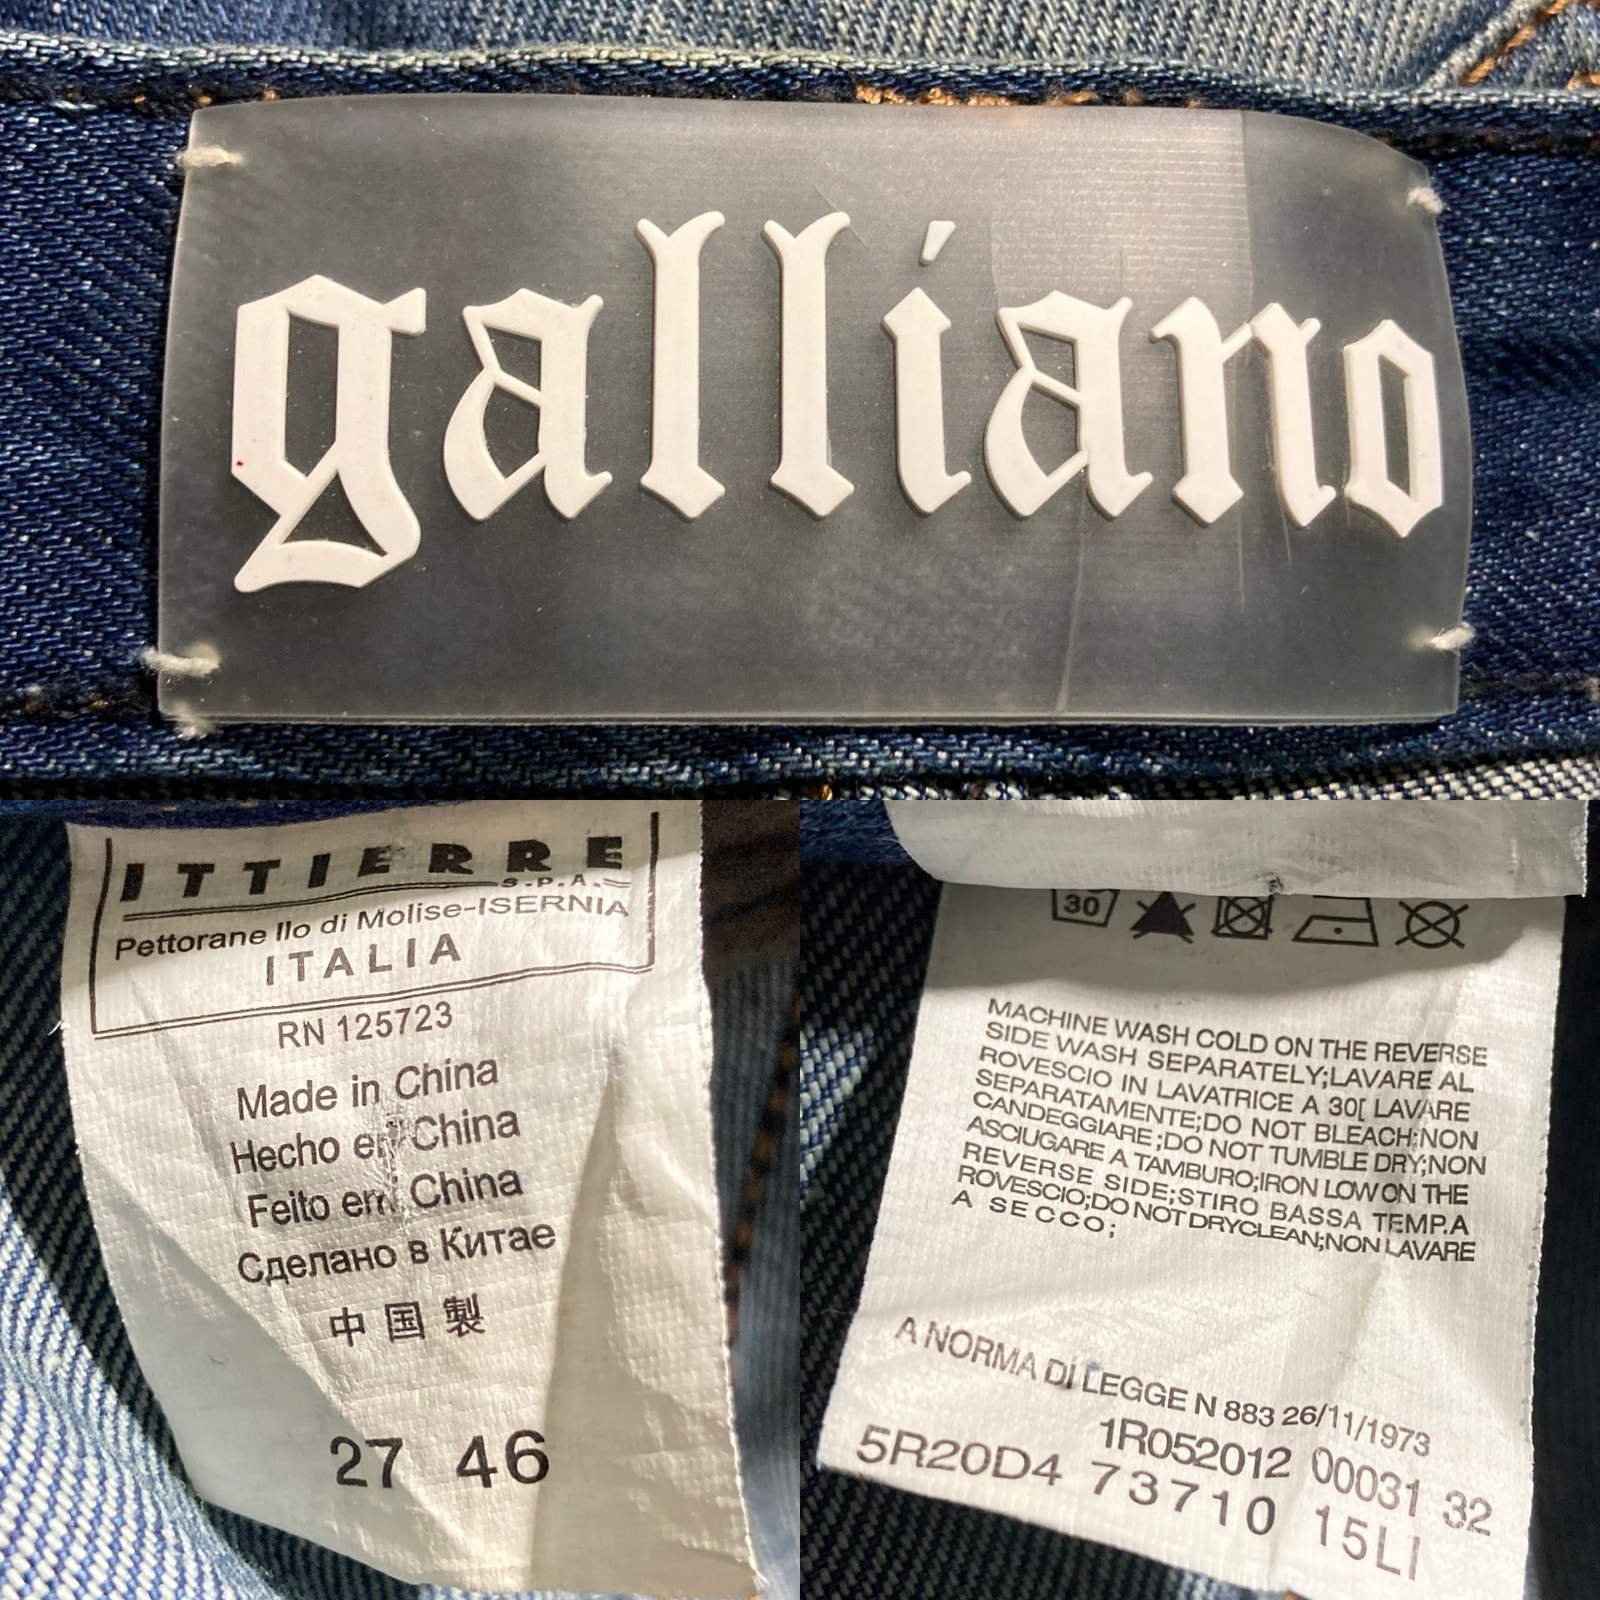 galliano
ITTIERRE
S.P.A.
Pettorane llo di Molise-ISERNIA
ITALIA
RN 125723
Made in China
Hecho en China
Feito em China
Сделано в Китае
中国製
27 46
30
MACHINE WASH COLD ON THE REVERSE
SIDE WASH SEPARATELY;LAVARE AL
ROVESCIO IN LAVATRICE A 30[ LAVARE
SEPARATAMENTE;DO NOT BLEACH;NON
CANDEGGIARE;DO NOT TUMBLE DRY;NON
ASCIUGARE A TAMBURO;IRON LOW ON THE
REVERSE SIDE;STIRO BASSA TEMP.A
ROVESCIO;DO NOT DRYCLEAN;NON LAVARE
A SECCO;
A NORMA DI LEGGE N 883 26/11/1973
1R052012 00031 32
5R20D4 73710 15LI